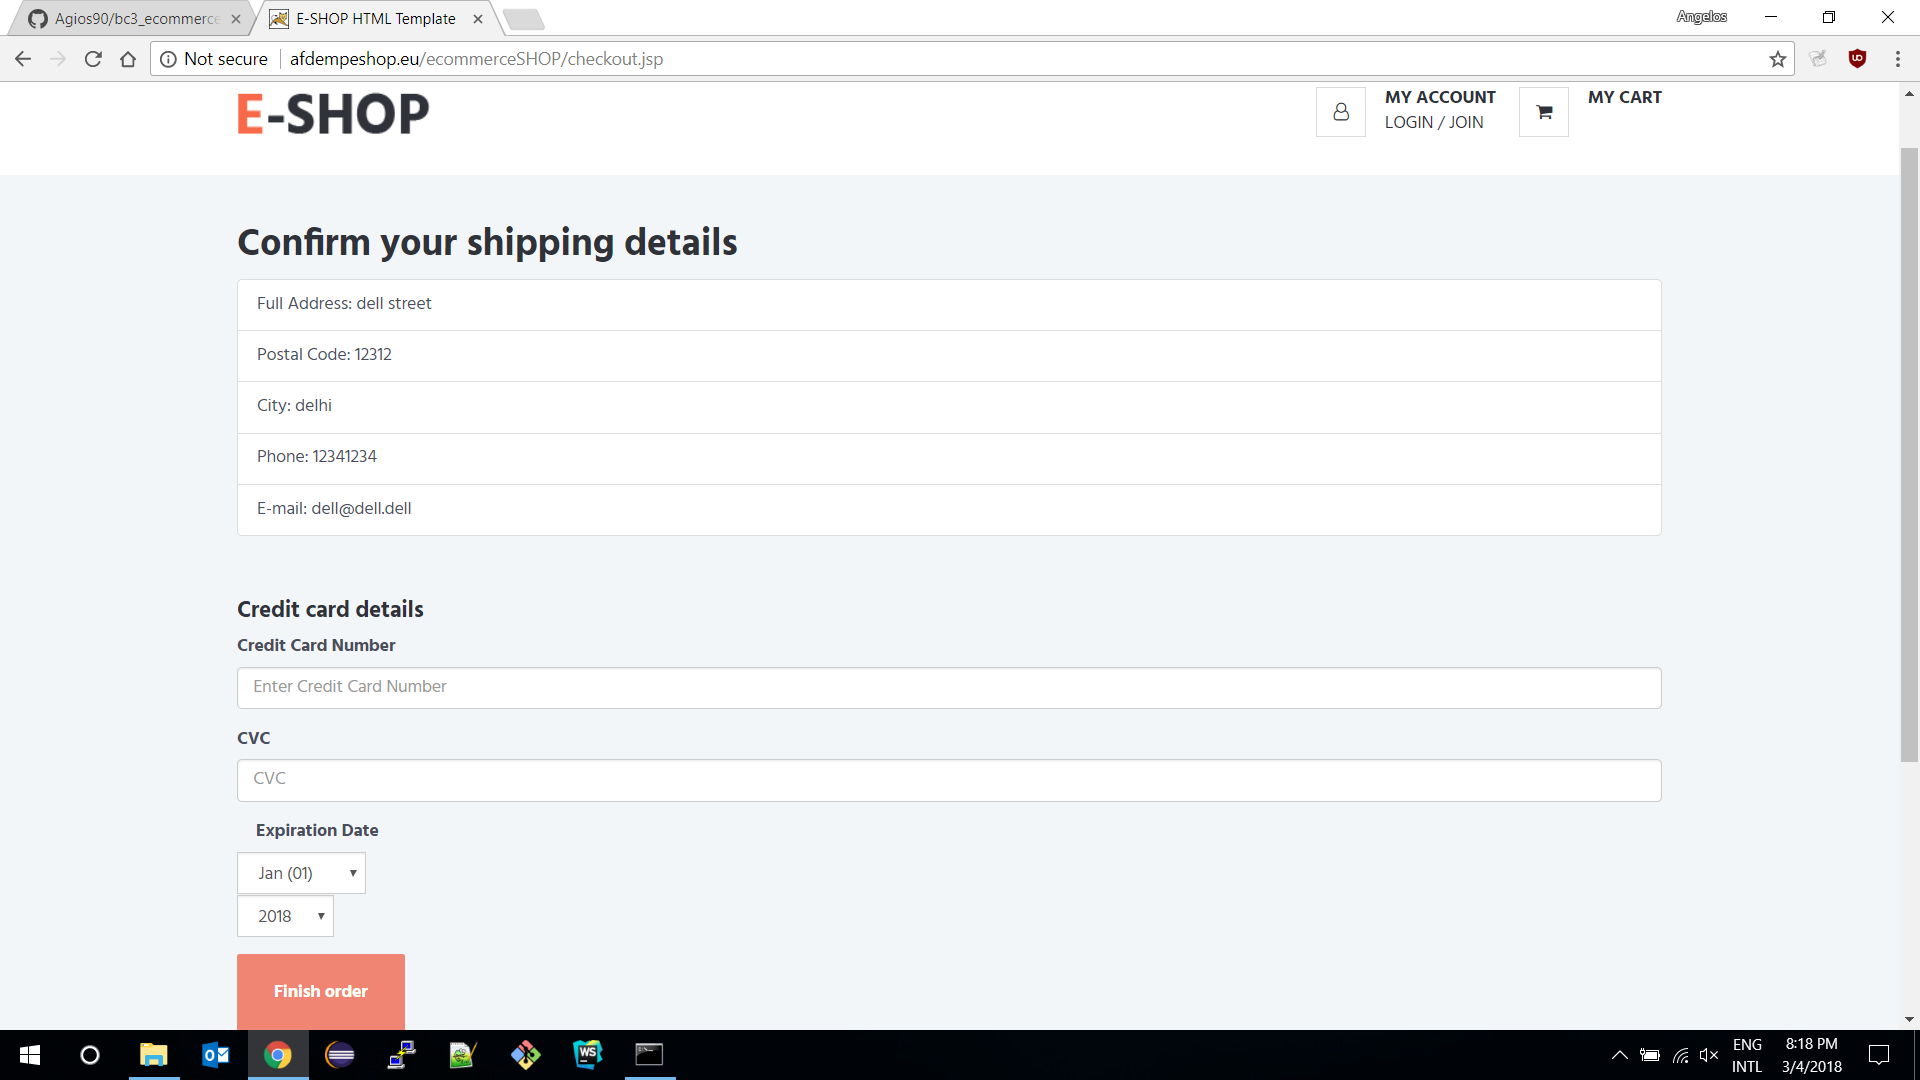 Agios90/bc3_ecommerce
E-SHOP HTML Template
Angelos
Not secure
afdempeshop.eu/ecommerceSHOP/checkout.jsp
E-SHOP
MY ACCOUNT
LOGIN / JOIN
MY CART
Confirm your shipping details
Full Address: dell street
Postal Code: 12312
City: delhi
Phone: 12341234
E-mail: dell@dell.dell
Credit card details
Credit Card Number
Enter Credit Card Number
CVC
CVC
Expiration Date
Jan (01)
2018
Finish order
WS
ENG
INTL
8:18 PM
3/4/2018